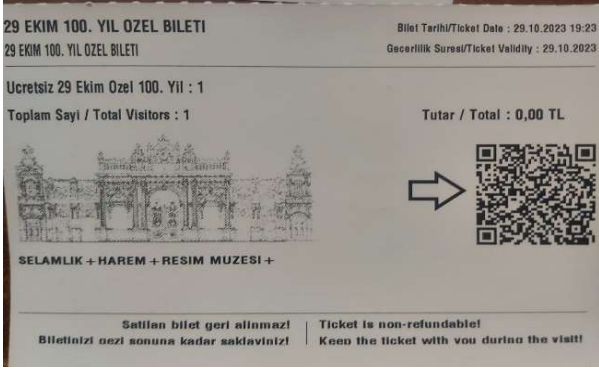 29 EKIM 100. YIL OZEL BILETI
Bilet Tarihi/Ticket Date : 29.10.2023 19:23
29 EKIM 100. YIL OZEL BILETI
Gecerlilik Suresi/Ticket Validity : 29.10.2023
Ucretsiz 29 Ekim Ozel 100. Yil : 1
Toplam Sayi / Total Visitors : 1
Tutar / Total : 0,00 TL
SELAMLIK + HAREM + RESIM MUZESI +
Satilan bilet geri alinmaz!
Biletinizi gezi sonuna kadar saklayiniz!
Ticket is non-refundable!
Keep the ticket with you during the visit!